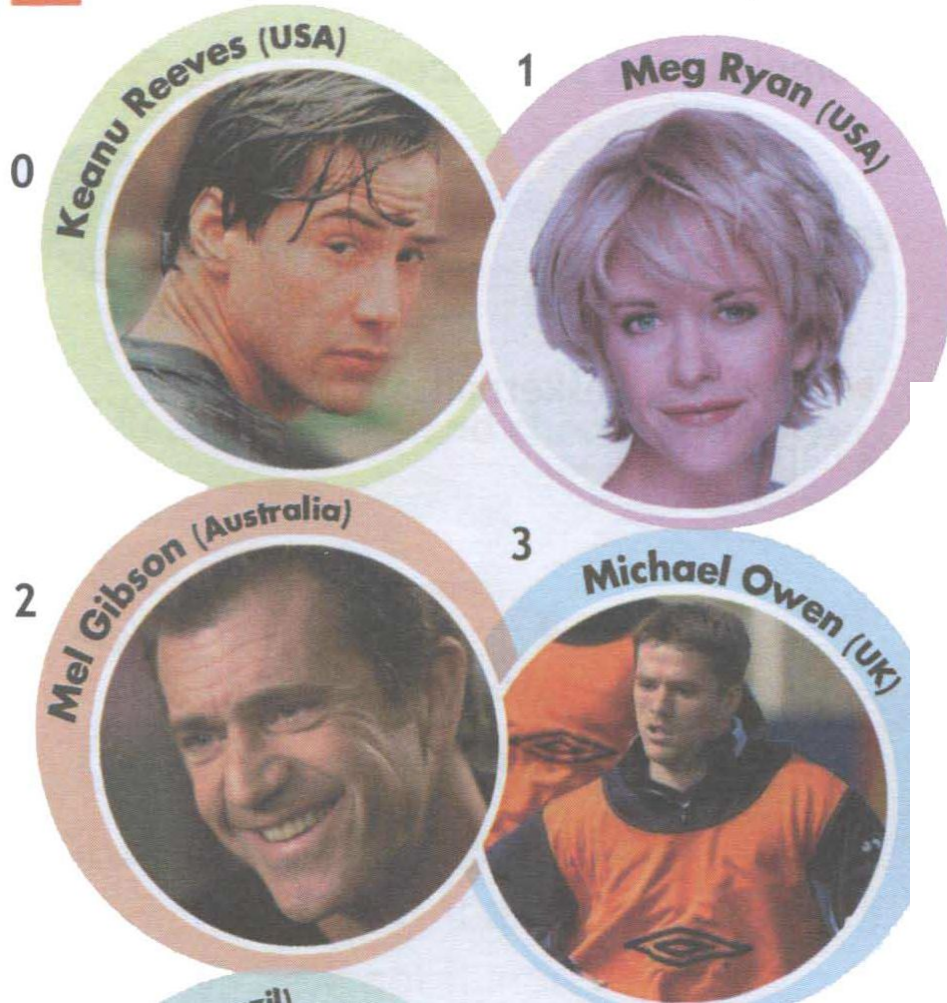 0
Keanu Reeves (USA)
1
Meg Ryan (USA)
2
Mel Gibson (Australia)
3
Michael Owen (UK)